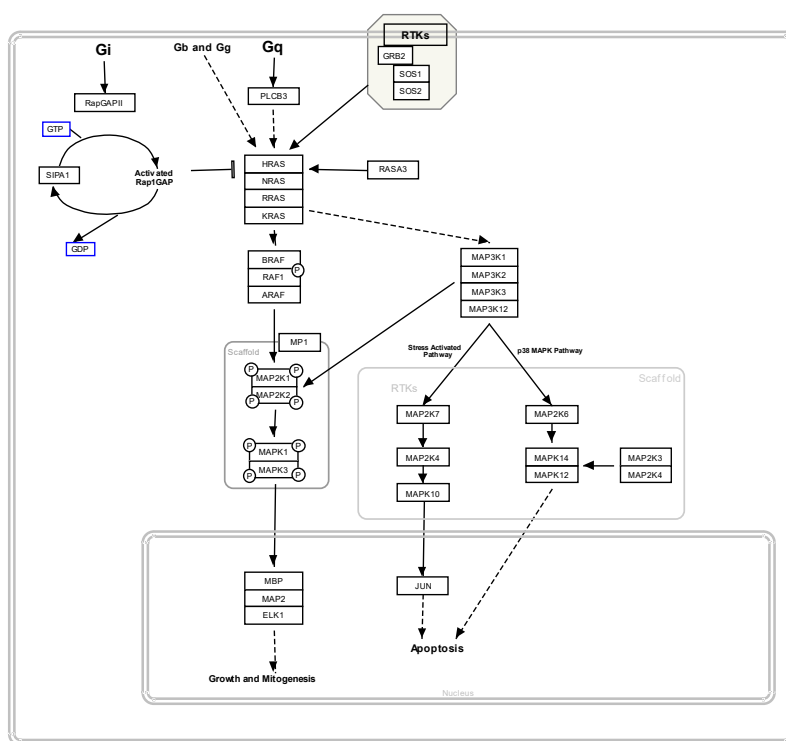 RTKs
GRB2
SOS1
SOS2
Gi
Gb and Gg
Gq
RapGAPII
PLCB3
GTP
SIPA1
Activated
Rap1GAP
GDP
HRAS
NRAS
RRAS
KRAS
RASA3
BRAF
RAF1
ARAF
P
MAP3K1
MAP3K2
MAP3K3
MAP3K12
MP1
Scaffold
Stress Activated
Pathway
p38 MAPK Pathway
P
P
MAP2K1
MAP2K2
P
P
Scaffold
RTKs
MAP2K7
MAP2K6
P
P
MAPK1
MAPK3
P
P
MAP2K4
MAPK10
MAPK14
MAPK12
MAP2K3
MAP2K4
MBP
MAP2
ELK1
JUN
Apoptosis
Growth and Mitogenesis
Nucleus